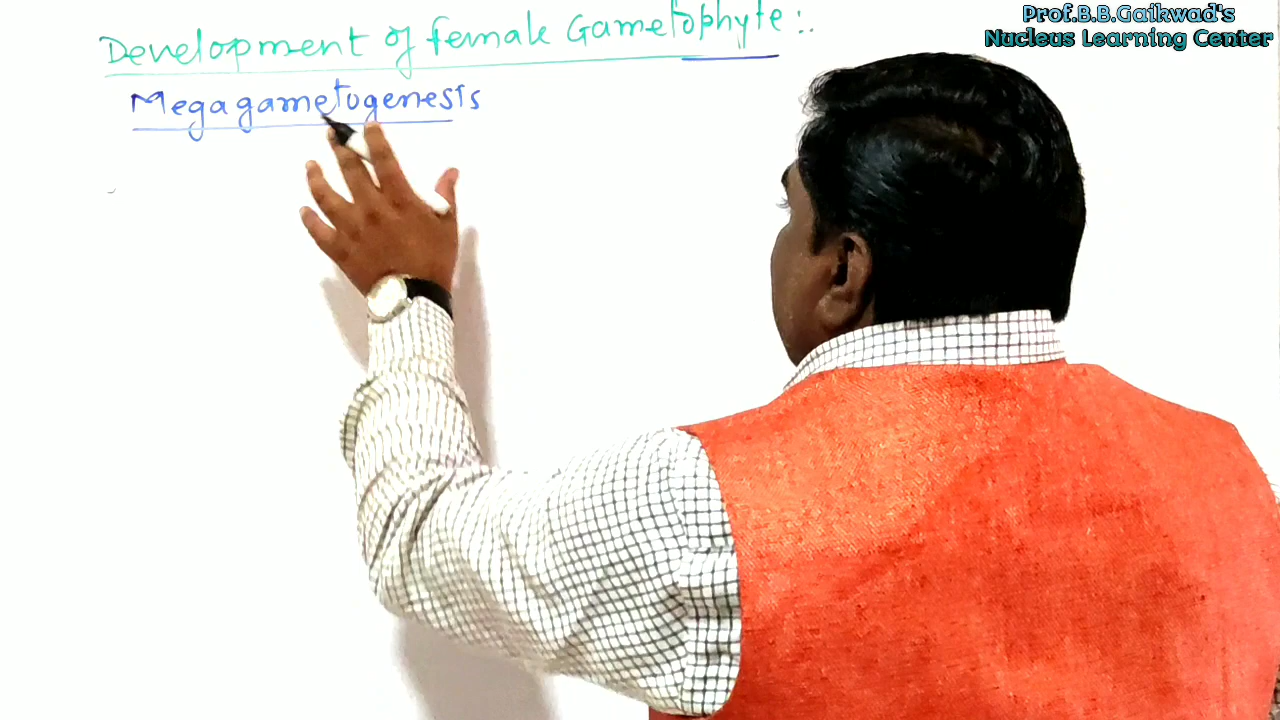 Prof.B.B.Gaikwad's
Nucleus Learning Center
Development of female Gametophyte:.
Megagametogenesis